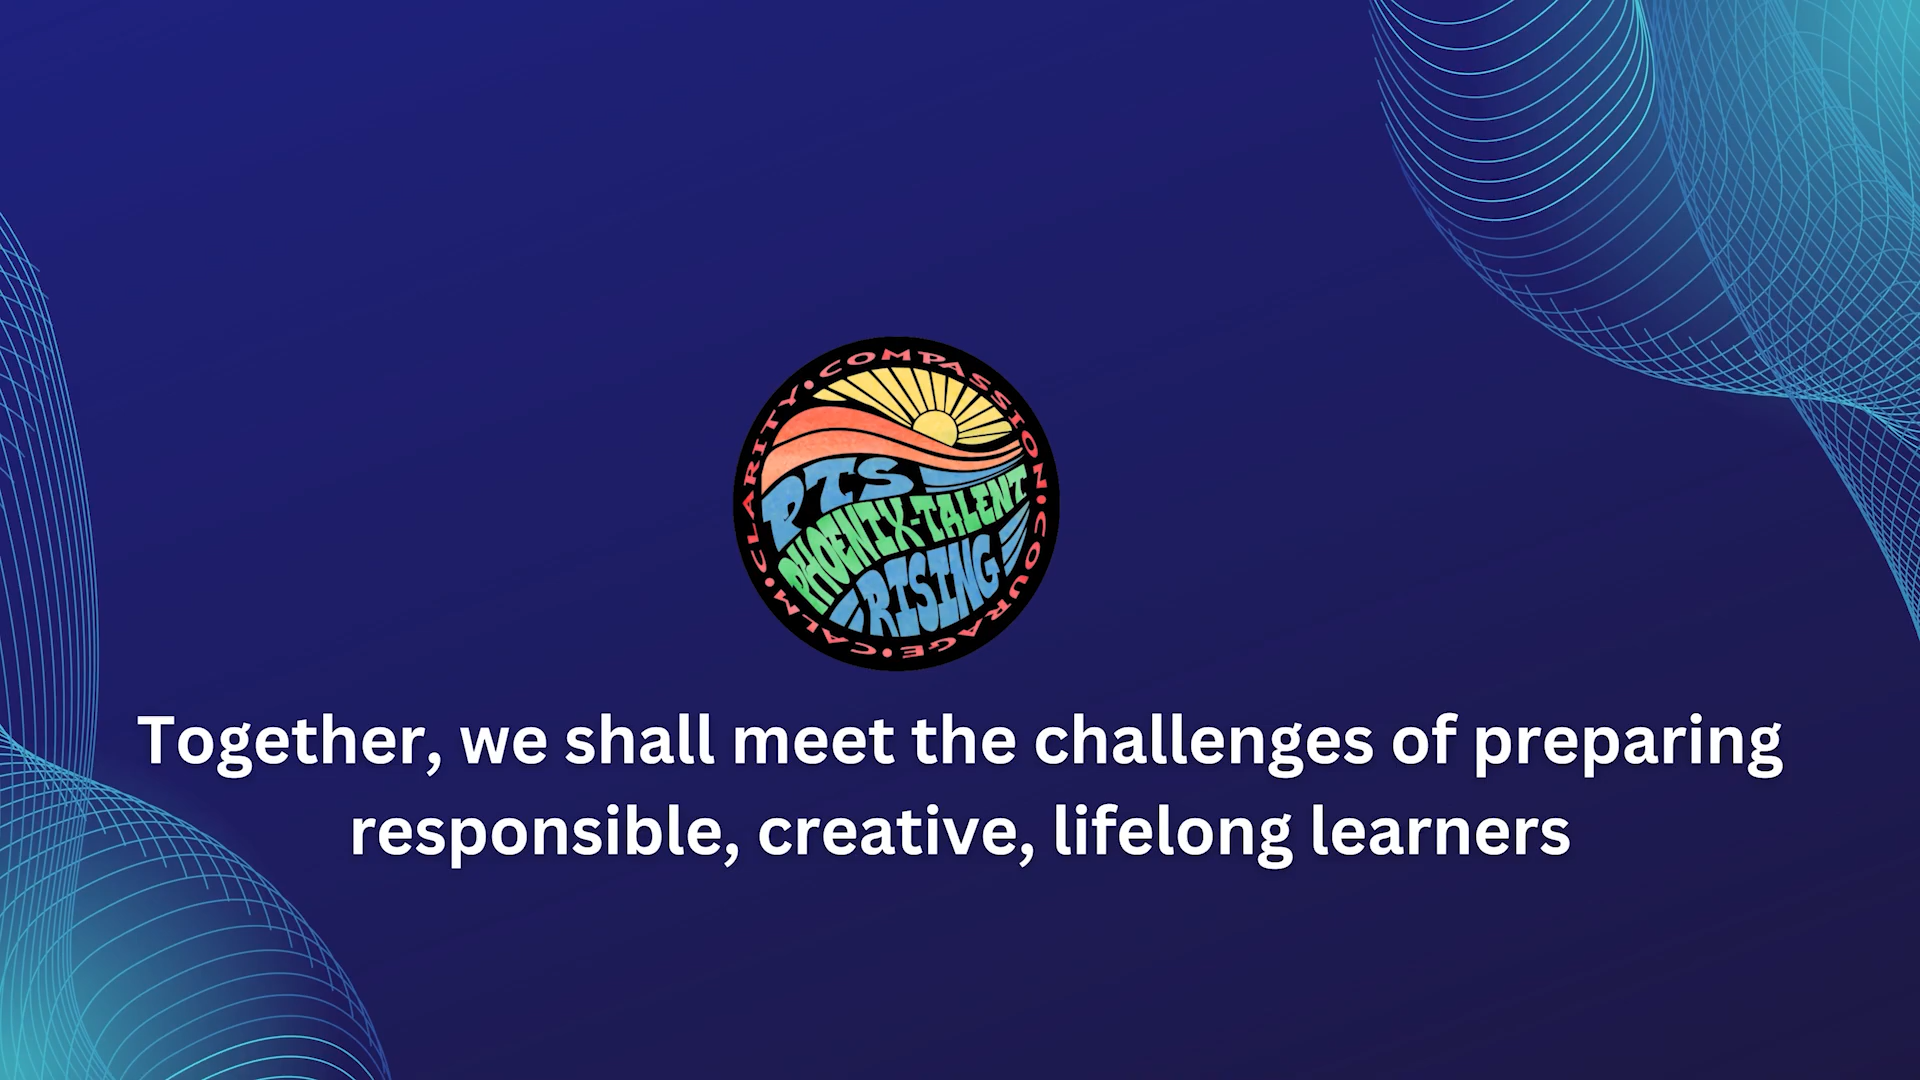 CLARITY•COMPASSION•COURAGE•CALM•
PTS
PHOENIX-TALENT
RISING
Together, we shall meet the challenges of preparing
responsible, creative, lifelong learners